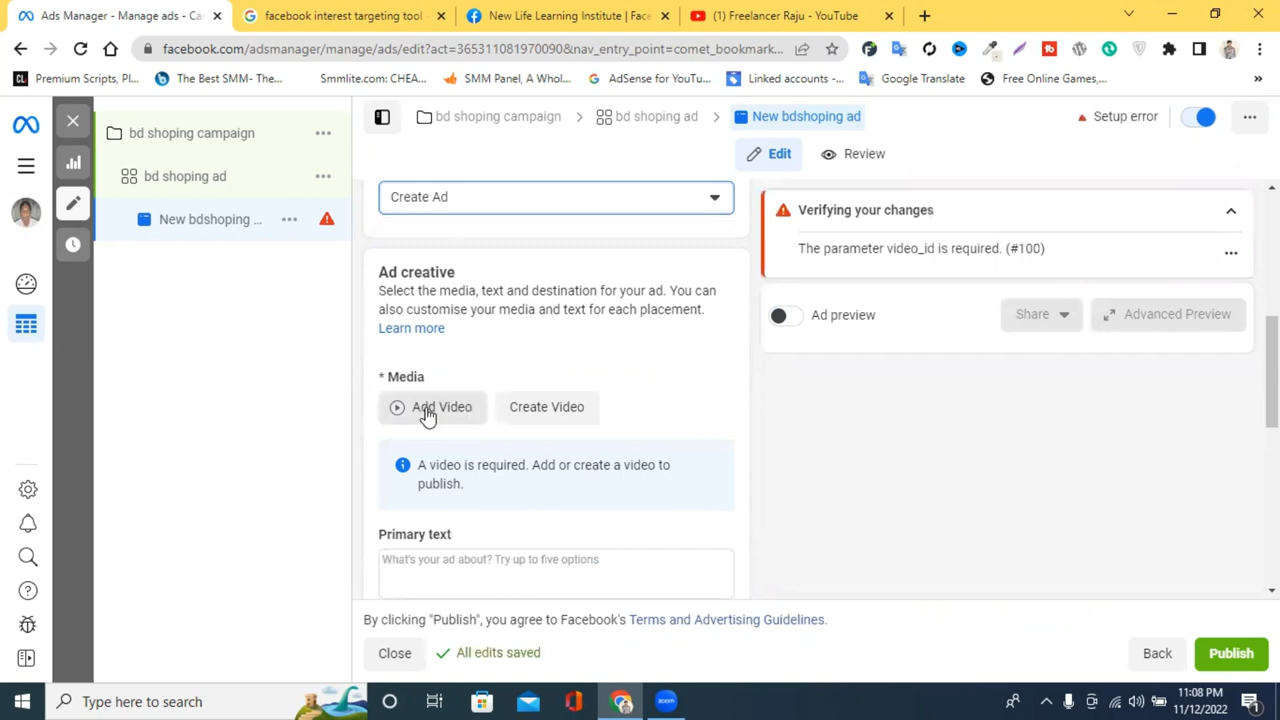 Ads Manager - Manage ads - Ca
facebook interest targeting tool -
New Life Learning Institute | Face
(1) Freelancer Raju - YouTube
facebook.com/adsmanager/manage/ads/edit?act=365311081970090&nav_entry_point=comet_bookmark...
Premium Scripts, Pl...
The Best SMM- The...
Smmlite.com: CHEA...
SMM Panel, A Whol...
AdSense for YouTu...
Linked accounts -...
Google Translate
Free Online Games,...
bd shoping campaign
bd shoping ad
New bdshoping ...
bd shoping campaign
bd shoping ad
New bdshoping ad
Setup error
Edit
Review
Create Ad
Ad creative
Select the media, text and destination for your ad. You can
also customise your media and text for each placement.
Learn more
* Media
Add Video
Create Video
A video is required. Add or create a video to
publish.
Primary text
What's your ad about? Try up to five options
Verifying your changes
The parameter video_id is required. (#100)
Ad preview
Share
Advanced Preview
By clicking "Publish", you agree to Facebook's Terms and Advertising Guidelines.
Close
All edits saved
Back
Publish
Type here to search
zoom
11:08 PM
11/12/2022
1